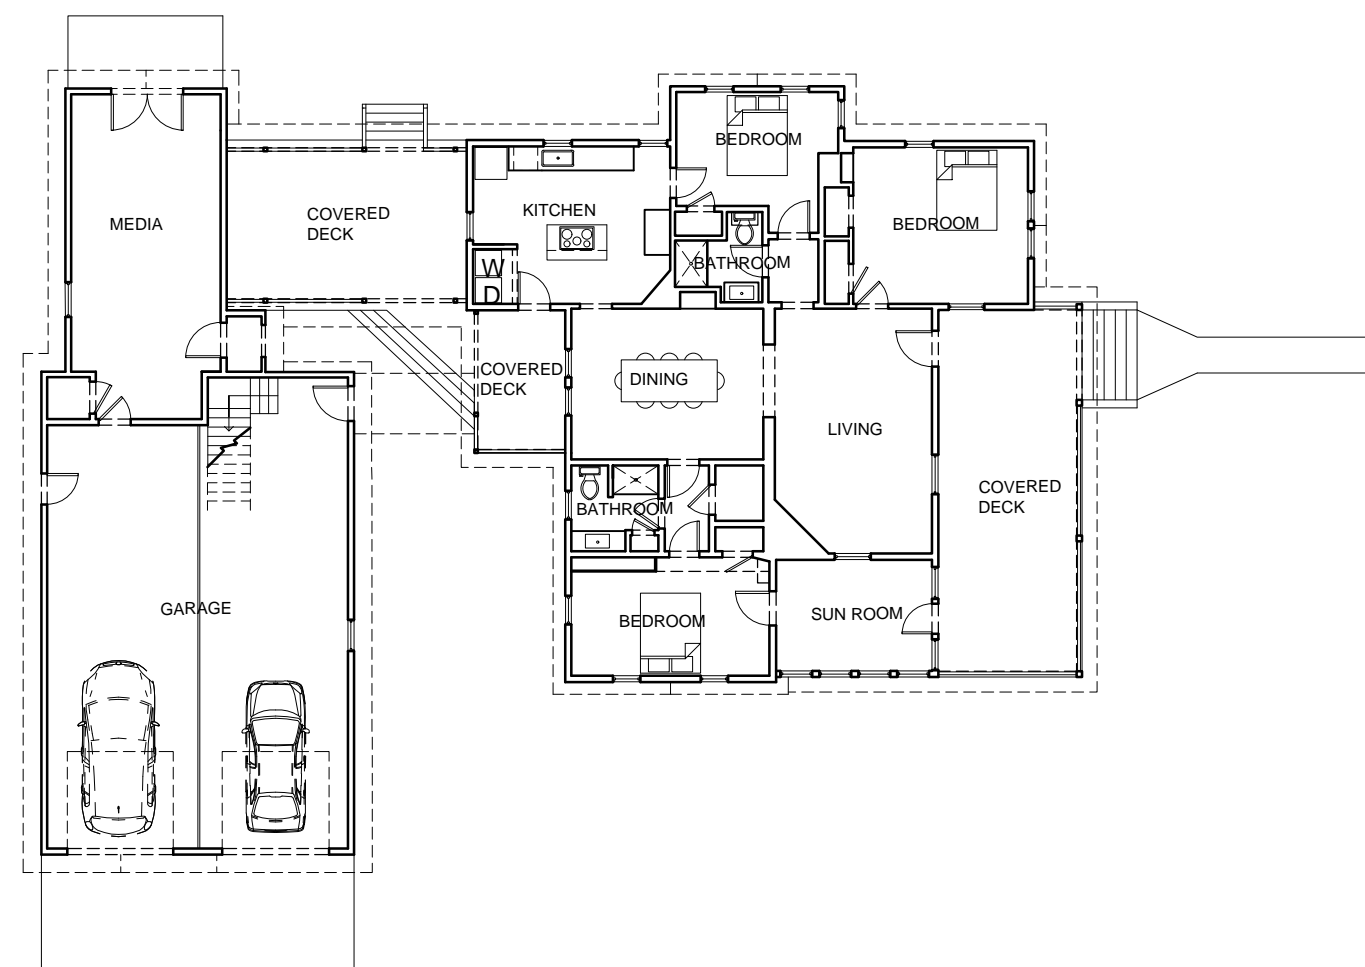 BEDROOM
MEDIA
COVERED
DECK
KITCHEN
BEDROOM
BATHROOM
W
D
COVERED
DECK
DINING
LIVING
COVERED
DECK
BATHROOM
GARAGE
BEDROOM
SUN ROOM